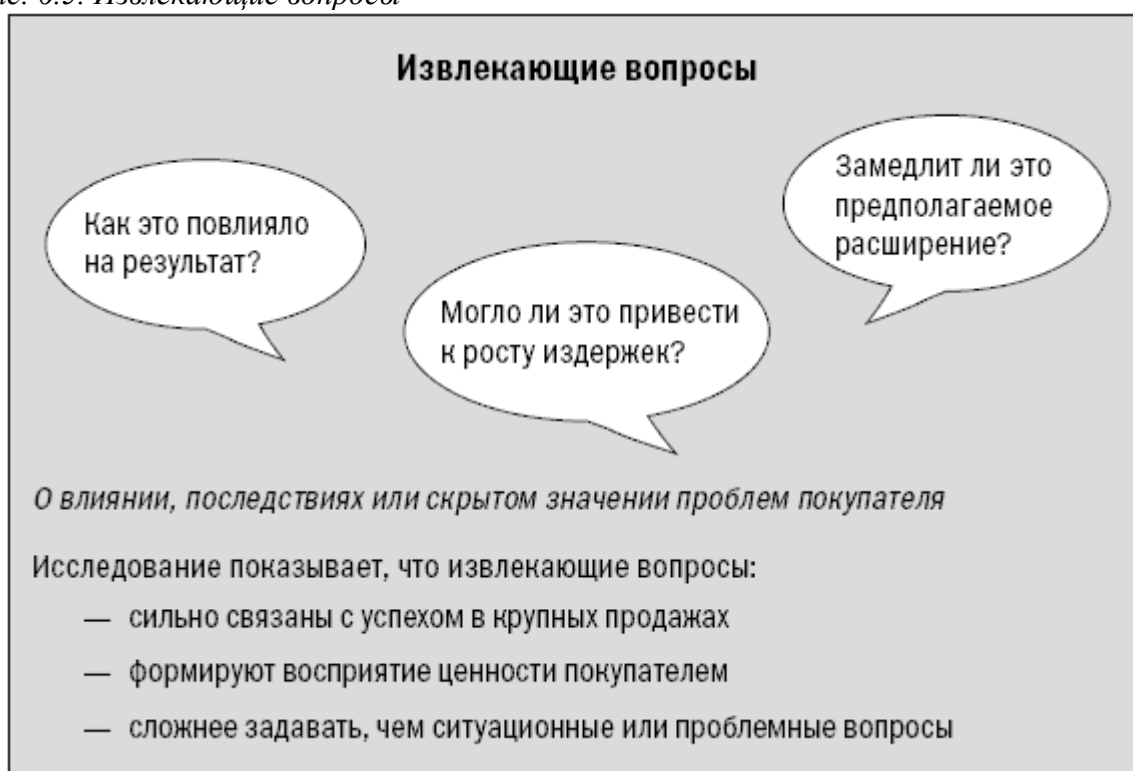 Извлекающие вопросы
Как это повлияло
на результат?
Могло ли это привести
к росту издержек?
Замедлит ли это
предполагаемое
расширение?
О влиянии, последствиях или скрытом значении проблем покупателя
Исследование показывает, что извлекающие вопросы:
— сильно связаны с успехом в крупных продажах
— формируют восприятие ценности покупателем
— сложнее задавать, чем ситуационные или проблемные вопросы